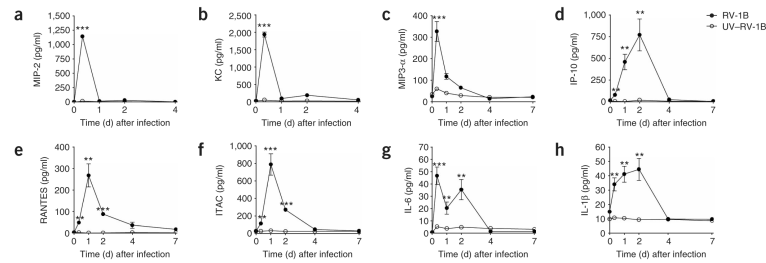 a
MIP-2 (pg/ml)
1,500
1,250
1,000
750
500
250
0
***
0 1 2 4
Time (d) after infection
b
KC (pg/ml)
2,500
2,000
1,500
1,000
500
0
***
0 1 2 4
Time (d) after infection
c
MIP3-α (pg/ml)
400
300
200
100
0
***
0 1 2 4 7
Time (d) after infection
d
IP-10 (pg/ml)
1,000
750
500
250
0
**
**
**
0 1 2 4 7
Time (d) after infection
RV-1B
UV–RV-1B
e
RANTES (pg/ml)
400
300
200
100
0
**
**
***
0 1 2 4 7
Time (d) after infection
f
ITAC (pg/ml)
1,000
800
600
400
200
0
**
***
***
0 1 2 4 7
Time (d) after infection
g
IL-6 (pg/ml)
60
40
20
0
***
**
**
0 1 2 4 7
Time (d) after infection
h
IL-1β (pg/ml)
60
50
40
30
20
10
0
**
**
**
0 1 2 4 7
Time (d) after infection